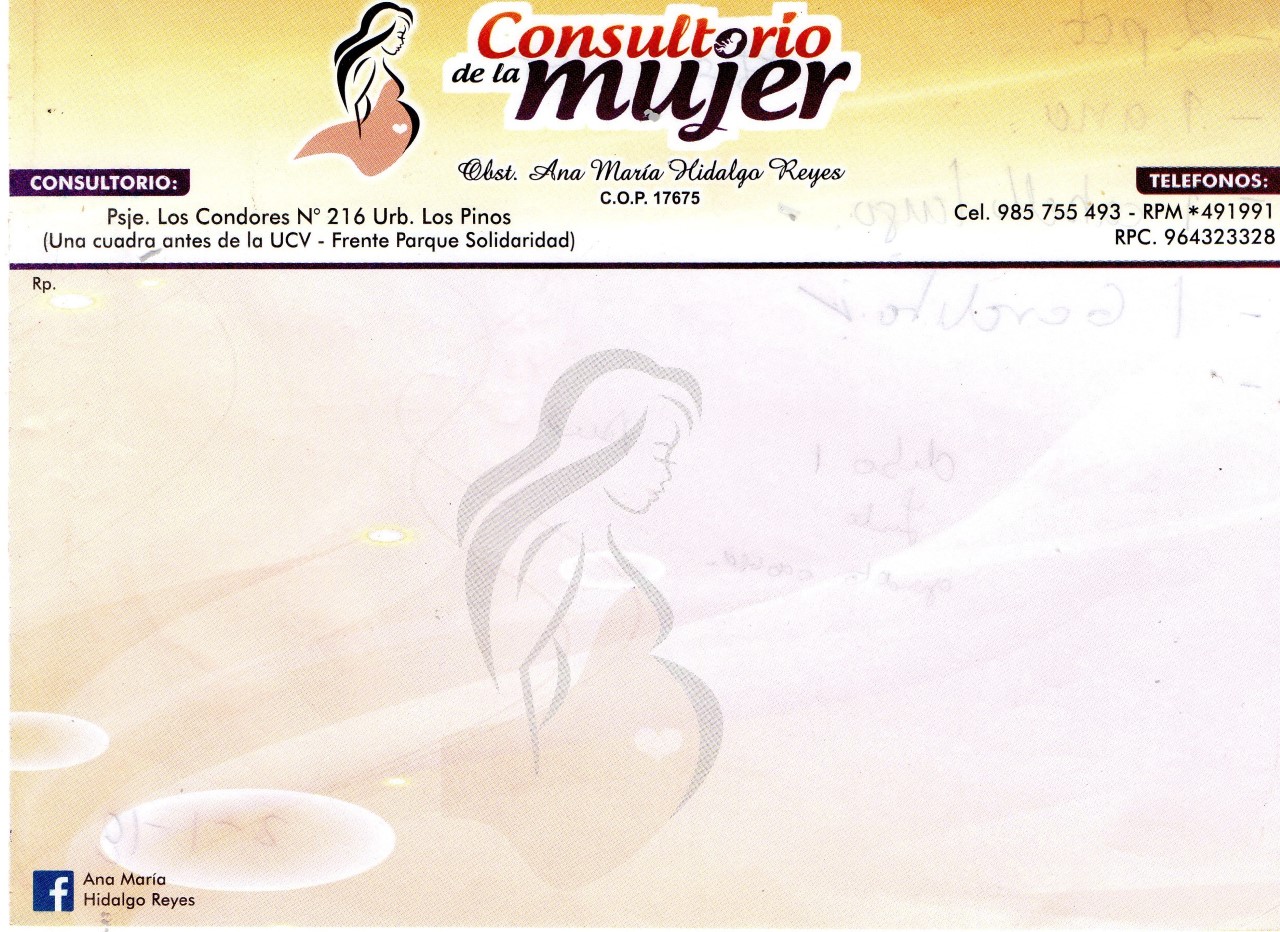 Consultorio
de la mujer
Obst. Ana María Hidalgo Reyes
C.O.P. 17675
CONSULTORIO:
Psje. Los Condores N° 216 Urb. Los Pinos
(Una cuadra antes de la UCV - Frente Parque Solidaridad)
TELEFONOS:
Cel. 985 755 493 - RPM *491991
RPC. 964323328
Rp.
Ana María
Hidalgo Reyes